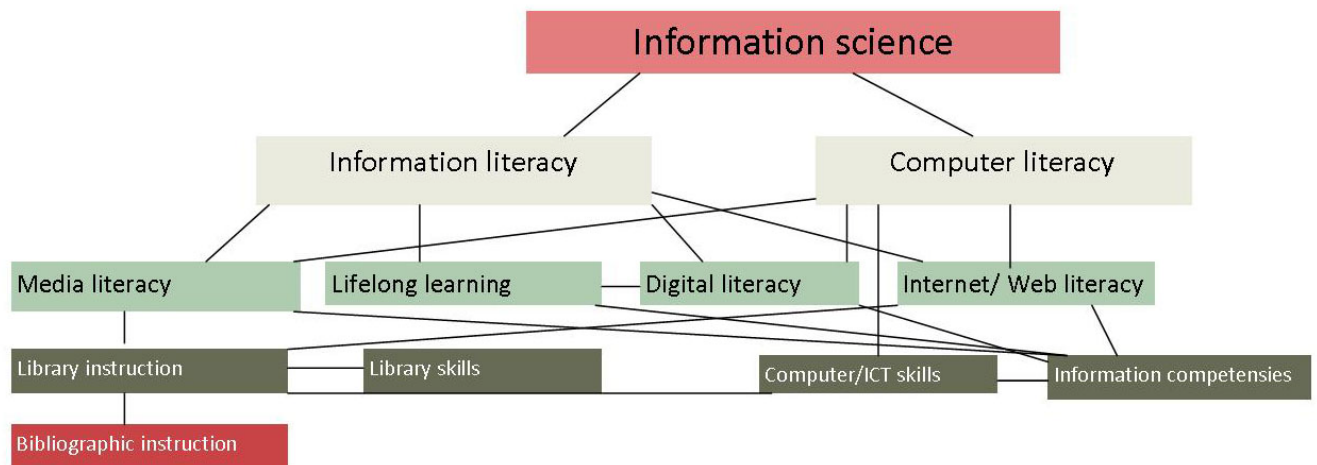 Information science
Information literacy
Computer literacy
Media literacy
Lifelong learning
Digital literacy
Internet/ Web literacy
Library instruction
Library skills
Computer/ICT skills
Information competensies
Bibliographic instruction